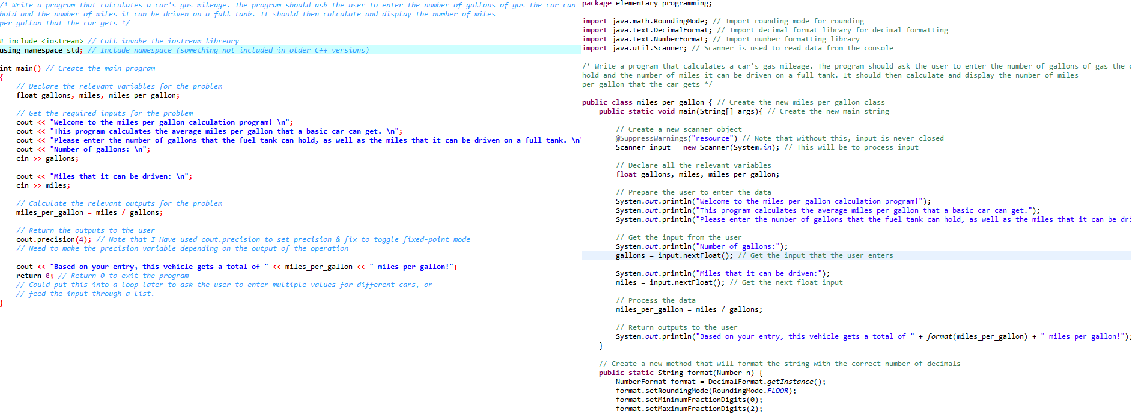 /* Write a program that calculates a car's gas mileage. The program should ask the user to enter the number of gallons of gas the car can
hold and the number of miles it can be driven on a full tank. It should then calculate and display the number of miles
per gallon that the car gets */
# include <iostream> // Call invoke the iostream library
using namespace std; // Include namespace (something not included in older C++ versions)
int main() // Create the main program
{
// Declare the relevant variables for the problem
float gallons, miles, miles_per_gallon;
// Get the required inputs for the problem
cout << "Welcome to the miles per gallon calculation program! \n";
cout << "This program calculates the average miles per gallon that a basic car can get. \n";
cout << "Please enter the number of gallons that the fuel tank can hold, as well as the miles that it can be driven on a full tank. \n
cout << "Number of gallons: \n";
cin >> gallons;
cout << "Miles that it can be driven: \n";
cin >> miles;
// Calculate the relevant outputs for the problem
miles_per_gallon = miles / gallons;
// Return the outputs to the user
cout.precision(4); // Note that I Have used cout.precision to set precision & fix to toggle fixed-point mode
// Need to make the precision variable depending on the output of the operation
cout << "Based on your entry, this vehicle gets a total of " << miles_per_gallon << " miles per gallon!";
return 0; // Return 0 to exit the program
// Could put this into a loop later to ask the user to enter multiple values for different cars, or
// feed the input through a list.
}
package elementary_programming;
import java.math.RoundingMode; // Import rounding mode for rounding
import java.text.DecimalFormat; // Import decimal format library for decimal formatting
import java.text.NumberFormat; // Import number formatting library
import java.util.Scanner; // Scanner is used to read data from the console
/* Write a program that calculates a car's gas mileage. The program should ask the user to enter the number of gallons of gas the c
hold and the number of miles it can be driven on a full tank. It should then calculate and display the number of miles
per gallon that the car gets */
public class miles_per_gallon { // Create the new miles per gallon class
public static void main(String[] args){ // Create the new main string
// Create a new scanner object
@SuppressWarnings("resource") // Note that without this, input is never closed
Scanner input = new Scanner(System.in); // This will be to process input
// Declare all the relevant variables
float gallons, miles, miles_per_gallon;
// Prepare the user to enter the data
System.out.println("Welcome to the miles per gallon calculation program!");
System.out.println("This program calculates the average miles per gallon that a basic car can get.");
System.out.println("Please enter the number of gallons that the fuel tank can hold, as well as the miles that it can be dri
// Get the input from the user
System.out.println("Number of gallons:");
gallons = input.nextFloat(); // Get the input that the user enters
System.out.println("Miles that it can be driven:");
miles = input.nextFloat(); // Get the next float input
// Process the data
miles_per_gallon = miles / gallons;
// Return outputs to the user
System.out.println("Based on your entry, this vehicle gets a total of " + format(miles_per_gallon) + " miles per gallon!");
}
// Create a new method that will format the string with the correct number of decimals
public static String format(Number n) {
NumberFormat format = DecimalFormat.getInstance();
format.setRoundingMode(RoundingMode.FLOOR);
format.setMinimumFractionDigits(0);
format.setMaximumFractionDigits(2);